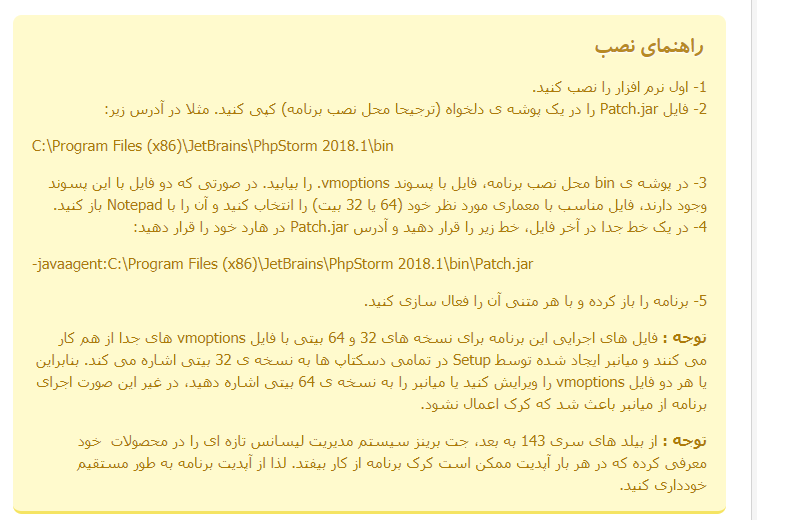 راهنمای نصب
1- اول نرم افزار را نصب کنید.
2- فایل Patch.jar را در یک پوشه ی دلخواه (ترجیحا محل نصب برنامه) کپی کنید. مثلا در آدرس زیر:
C:\Program Files (x86)\JetBrains\PhpStorm 2018.1\bin
3- در پوشه ی bin محل نصب برنامه، فایل با پسوند vmoptions. را بیابید. در صورتی که دو فایل با این پسوند
وجود دارند، فایل مناسب با معماری مورد نظر خود (64 یا 32 بیت) را انتخاب کنید و آن را با Notepad باز کنید.
4- در یک خط جدا در آخر فایل، خط زیر را قرار دهید و آدرس Patch.jar در هارد خود را قرار دهید:
-javaagent:C:\Program Files (x86)\JetBrains\PhpStorm 2018.1\bin\Patch.jar
5- برنامه را باز کرده و با هر متنی آن را فعال سازی کنید.
توجه : فایل های اجرایی این برنامه برای نسخه های 32 و 64 بیتی با فایل vmoptions های جدا از هم کار
می کنند و میانبر ایجاد شده توسط Setup در تمامی دسکتاپ ها به نسخه ی 32 بیتی اشاره می کند. بنابراین
یا هر دو فایل vmoptions را ویرایش کنید یا میانبر را به نسخه ی 64 بیتی اشاره دهید، در غیر این صورت اجرای
برنامه از میانبر باعث شد که کرک اعمال نشود.
توجه : از بیلد های سری 143 به بعد، جت برینز سیستم مدیریت لیسانس تازه ای را در محصولات خود
معرفی کرده که در هر بار آپدیت ممکن است کرک برنامه از کار بیفتد. لذا از آپدیت برنامه به طور مستقیم
خودداری کنید.